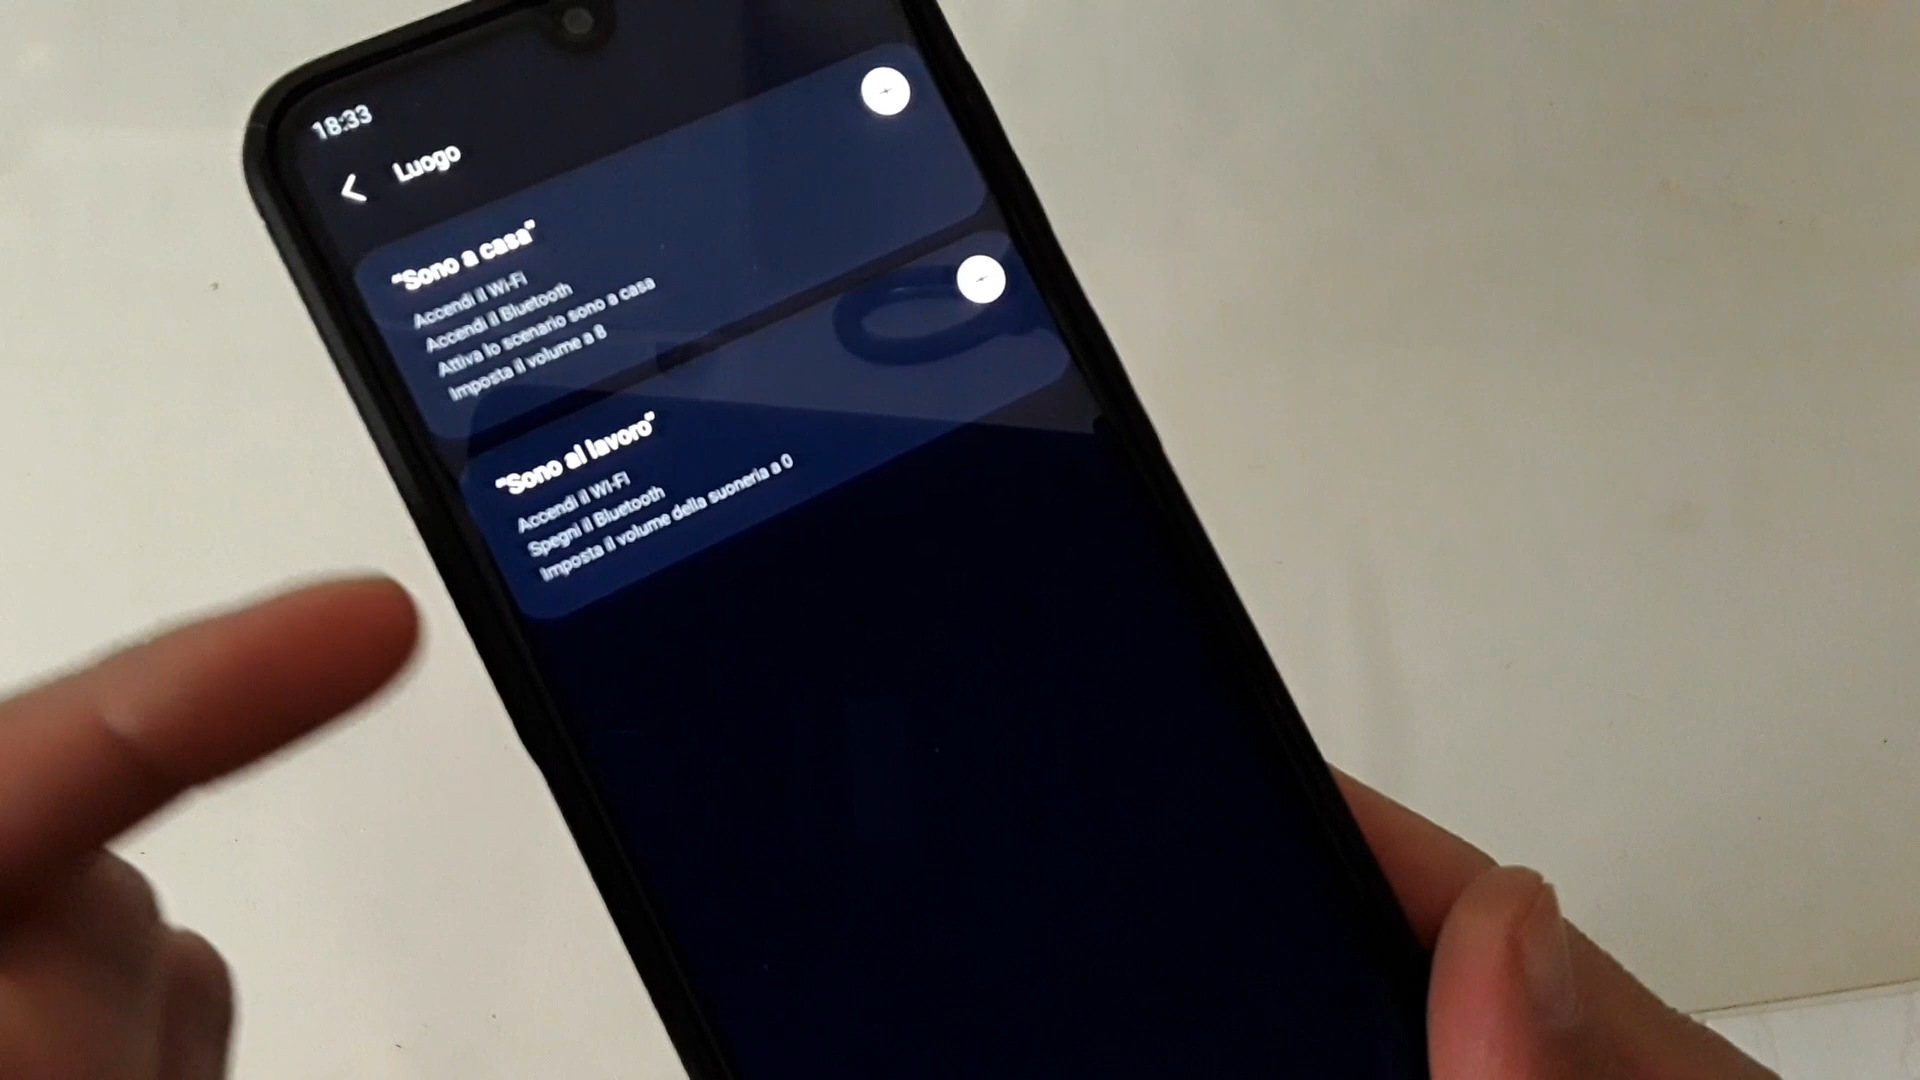 18:33
Luogo
"Sono a casa"
Accendi il Wi-Fi
Accendi il Bluetooth
Attiva lo scenario sono a casa
Imposta il volume a 8
"Sono al lavoro"
Accendi il Wi-Fi
Spegni il Bluetooth
Imposta il volume della suoneria a 0